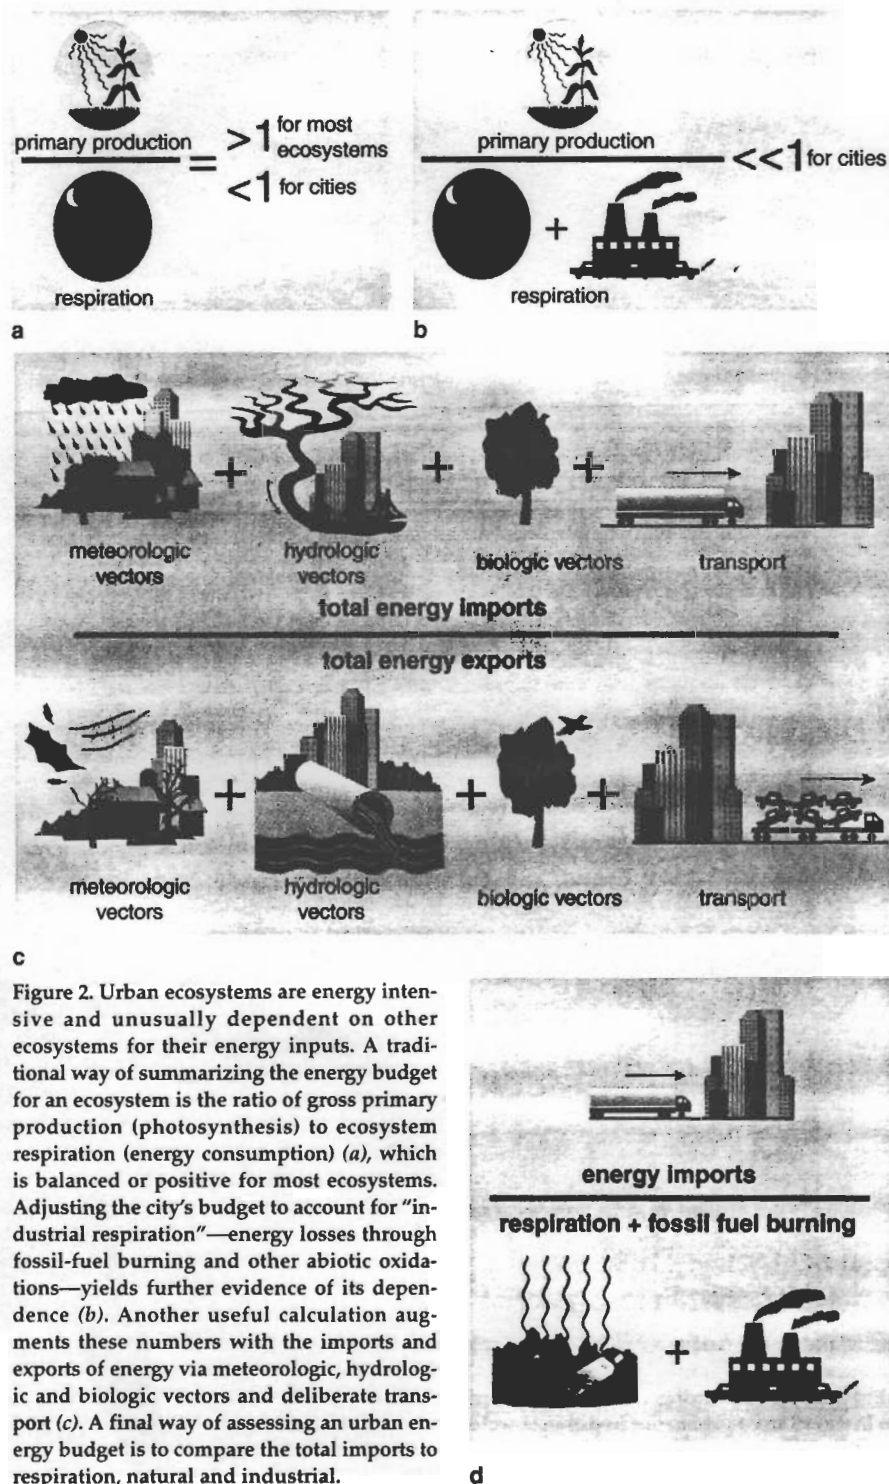 primary production
respiration
=
>1 for most
ecosystems
<1 for cities
a
primary production
+
respiration
<<1 for cities
b
+ + +
meteorologic
vectors
hydrologic
vectors
biologic vectors
transport
total energy imports
total energy exports
+ + +
meteorologic
vectors
hydrologic
vectors
biologic vectors
transport
c
Figure 2. Urban ecosystems are energy inten-
sive and unusually dependent on other
ecosystems for their energy inputs. A tradi-
tional way of summarizing the energy budget
for an ecosystem is the ratio of gross primary
production (photosynthesis) to ecosystem
respiration (energy consumption) (a), which
is balanced or positive for most ecosystems.
Adjusting the city's budget to account for "in-
dustrial respiration"—energy losses through
fossil-fuel burning and other abiotic oxida-
tions—yields further evidence of its depen-
dence (b). Another useful calculation aug-
ments these numbers with the imports and
exports of energy via meteorologic, hydrolog-
ic and biologic vectors and deliberate trans-
port (c). A final way of assessing an urban en-
ergy budget is to compare the total imports to
respiration, natural and industrial.
energy imports
respiration + fossil fuel burning
+
d